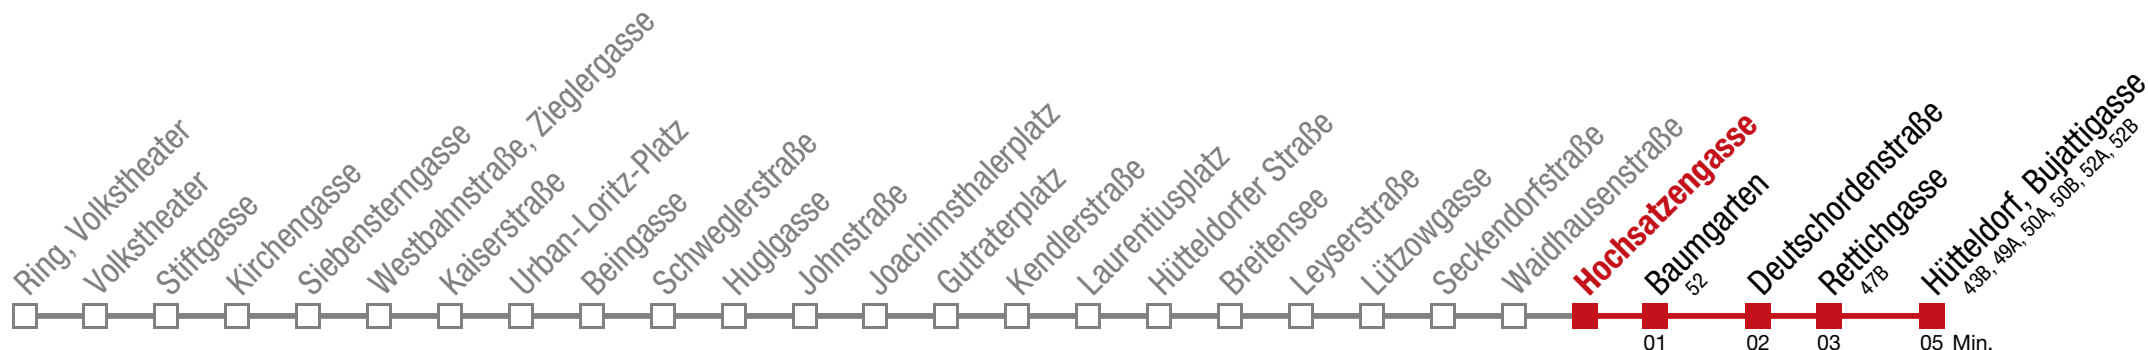 Ring, Volkstheater
Volkstheater
Stiftgasse
Kirchengasse
Siebensterngasse
Westbahnstraße, Zieglergasse
Kaiserstraße
Urban-Loritz-Platz
Beingasse
Schweglerstraße
Huglgasse
Johnstraße
Joachimsthalerplatz
Gutraterplatz
Kendlerstraße
Laurentiusplatz
Hütteldorfer Straße
Breitensee
Leyserstraße
Lützowgasse
Seckendorfstraße
Waidhausenstraße
Hochsatzengasse
Baumgarten
52
Deutschordenstraße
Rettichgasse
47B
Hütteldorf, Bujattigasse
43B, 49A, 50A, 50B, 52A, 52B
01 02 03 05 Min.